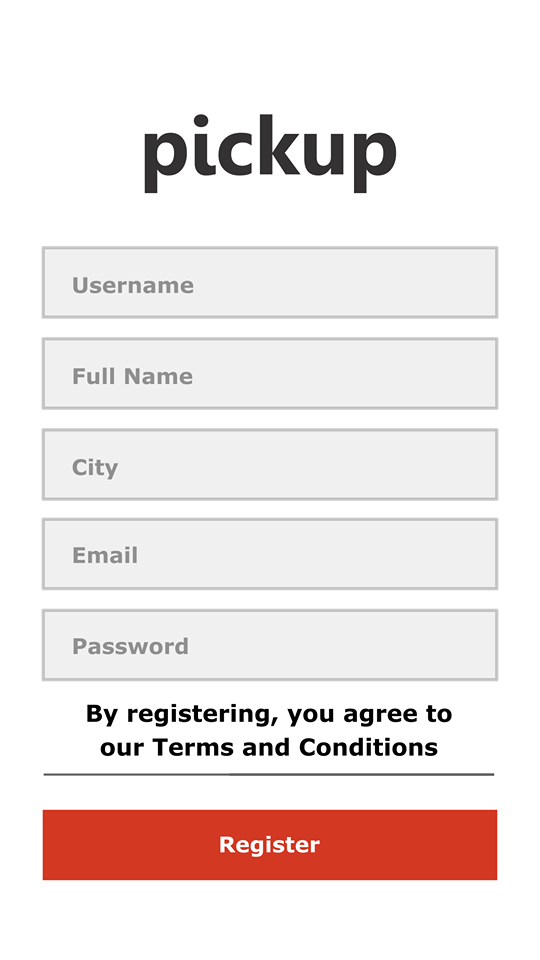 pickup
Username
Full Name
City
Email
Password
By registering, you agree to
our Terms and Conditions
Register